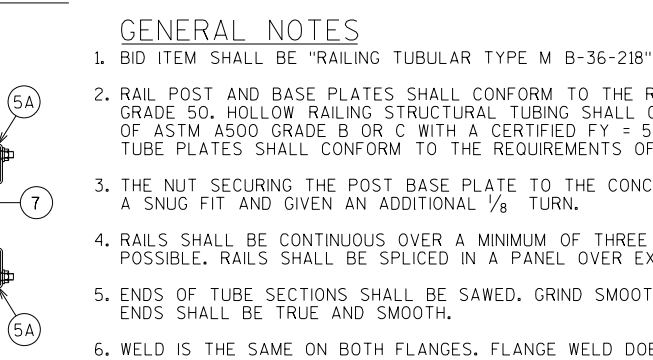 GENERAL NOTES
1. BID ITEM SHALL BE "RAILING TUBULAR TYPE M B-36-218"
2. RAIL POST AND BASE PLATES SHALL CONFORM TO THE
GRADE 50. HOLLOW RAILING STRUCTURAL TUBING SHALL
OF ASTM A500 GRADE B OR C WITH A CERTIFIED FY = 5
TUBE PLATES SHALL CONFORM TO THE REQUIREMENTS OF
3. THE NUT SECURING THE POST BASE PLATE TO THE CONC
A SNUG FIT AND GIVEN AN ADDITIONAL 1/8 TURN.
4. RAILS SHALL BE CONTINUOUS OVER A MINIMUM OF THREE
POSSIBLE. RAILS SHALL BE SPLICED IN A PANEL OVER EX
5. ENDS OF TUBE SECTIONS SHALL BE SAWED. GRIND SMOOT
ENDS SHALL BE TRUE AND SMOOTH.
6. WELD IS THE SAME ON BOTH FLANGES. FLANGE WELD DOE
5A
7
5A